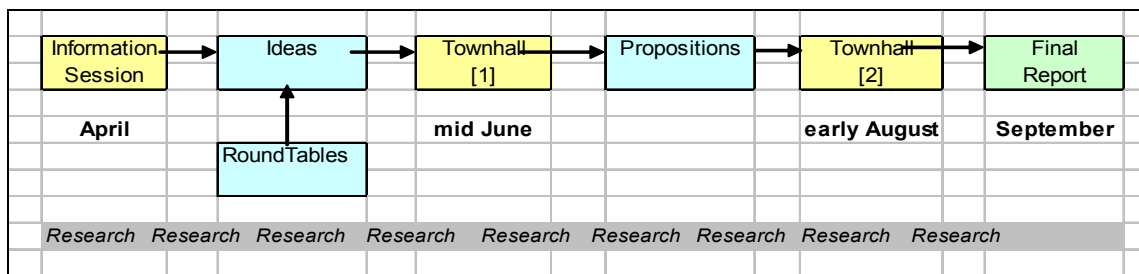 Information Session
Ideas
Townhall [1]
Propositions
Townhall [2]
Final Report
April
mid June
early August
September
RoundTables
Research Research Research Research Research Research Research Research Research